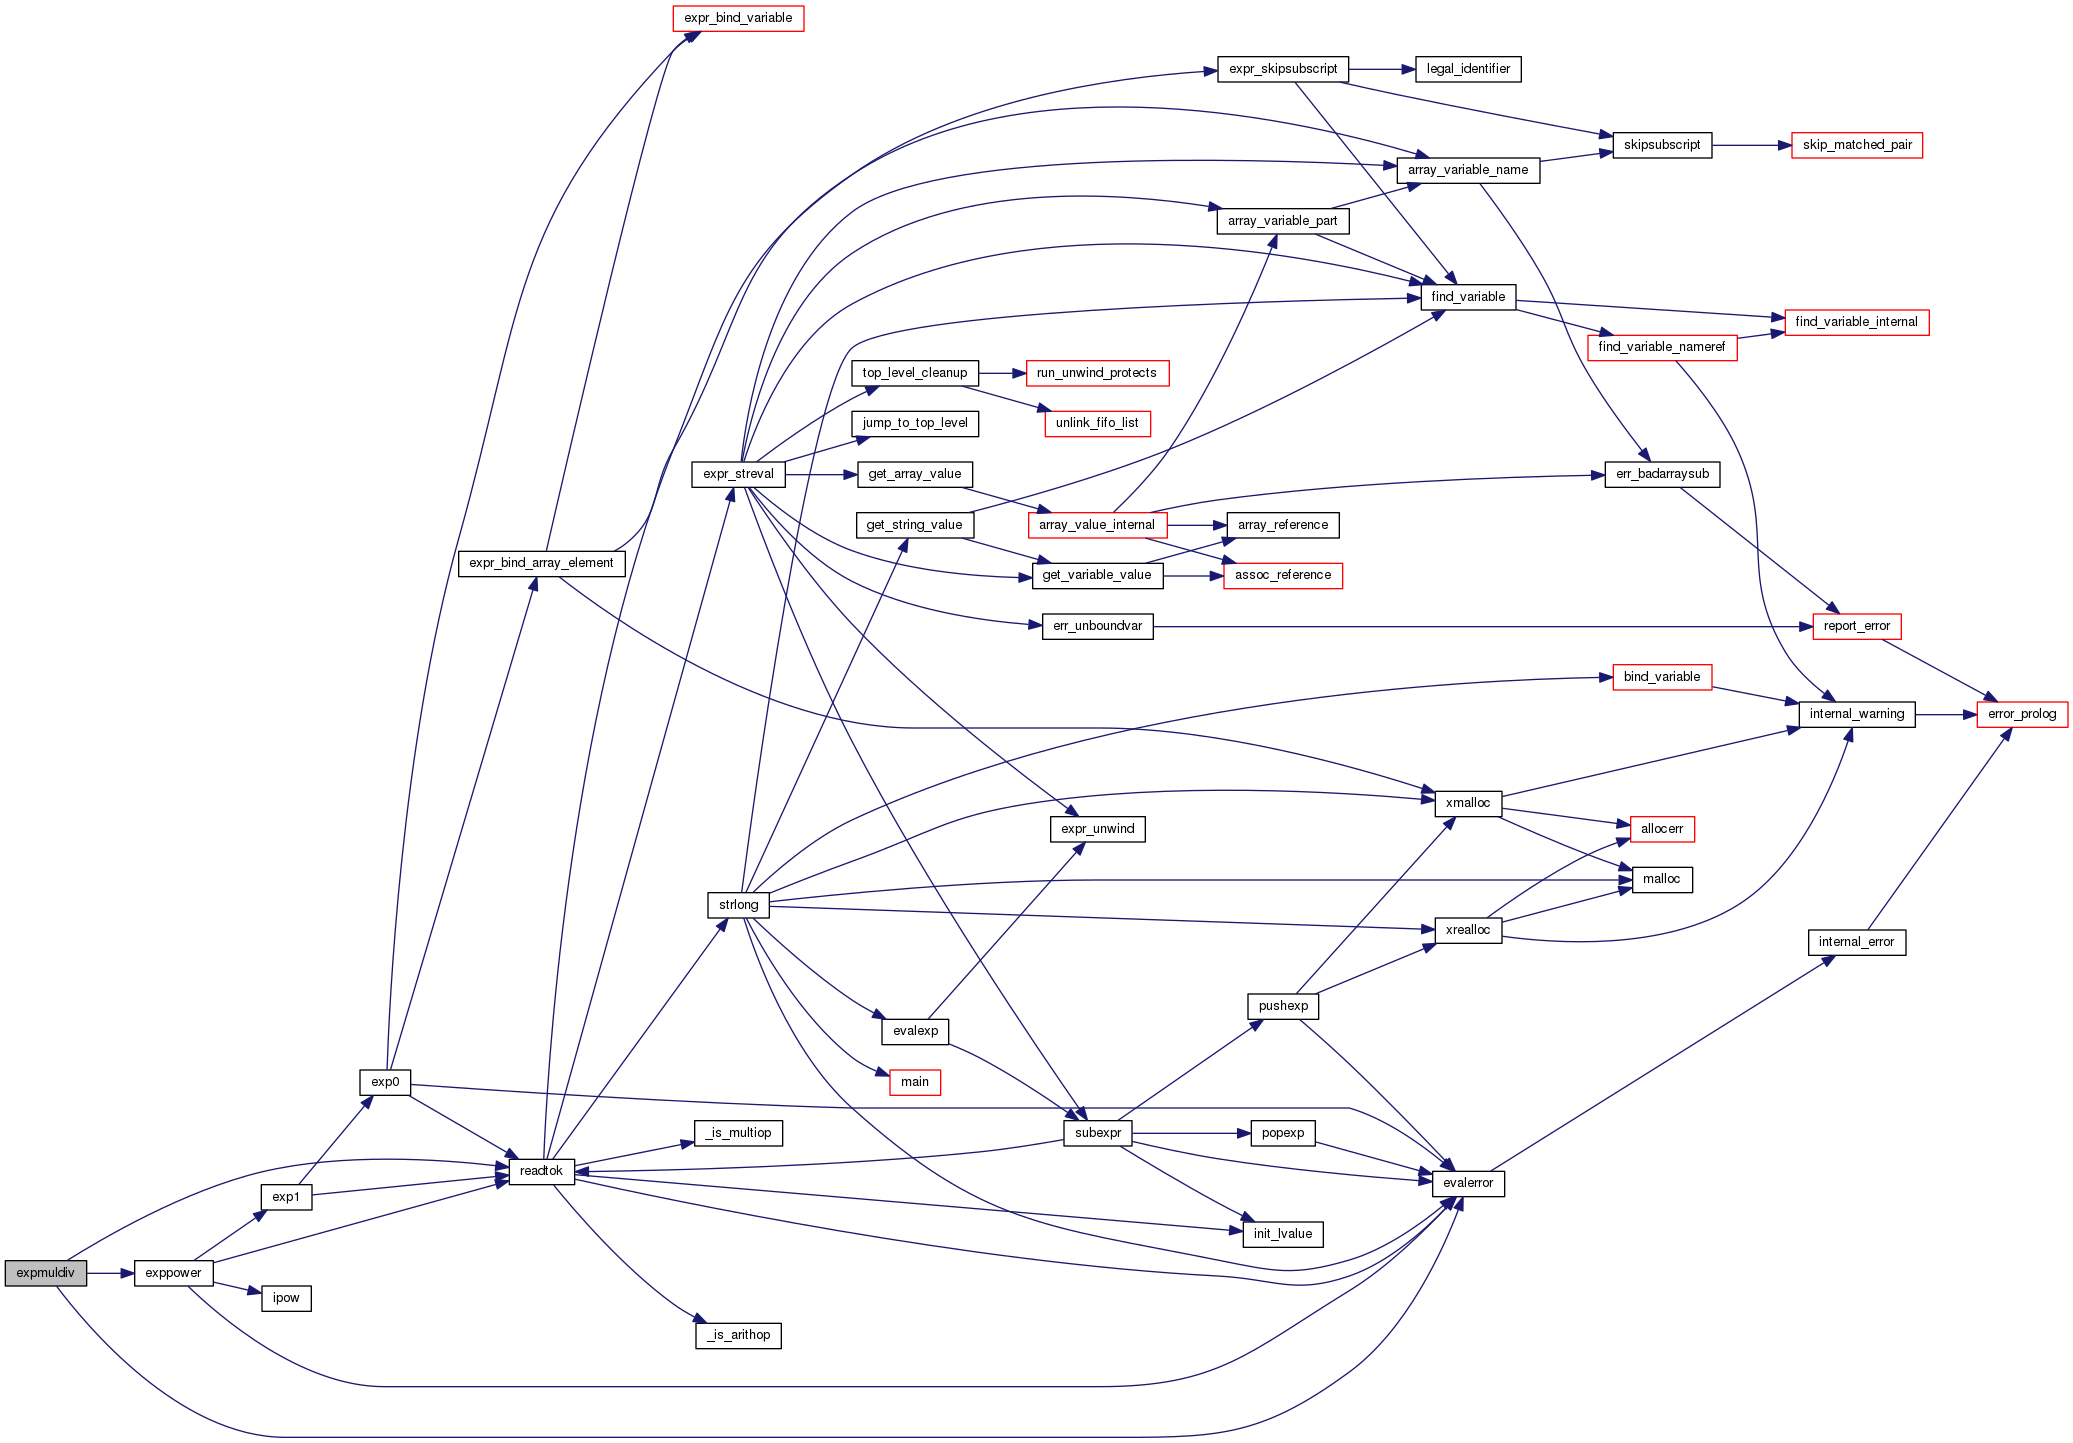 expr_bind_variable
expr_skipsubscript
legal_identifier
skipsubscript
skip_matched_pair
array_variable_name
array_variable_part
find_variable
find_variable_internal
find_variable_nameref
top_level_cleanup
run_unwind_protects
unlink_fifo_list
jump_to_top_level
expr_streval
get_array_value
err_badarraysub
get_string_value
array_value_internal
array_reference
expr_bind_array_element
get_variable_value
assoc_reference
err_unboundvar
report_error
bind_variable
internal_warning
error_prolog
xmalloc
expr_unwind
allocerr
malloc
strlong
xrealloc
internal_error
pushexp
evalexp
exp0
main
_is_multiop
subexpr
popexp
readtok
evalerror
exp1
init_lvalue
expmuldiv
exppower
ipow
_is_arithop